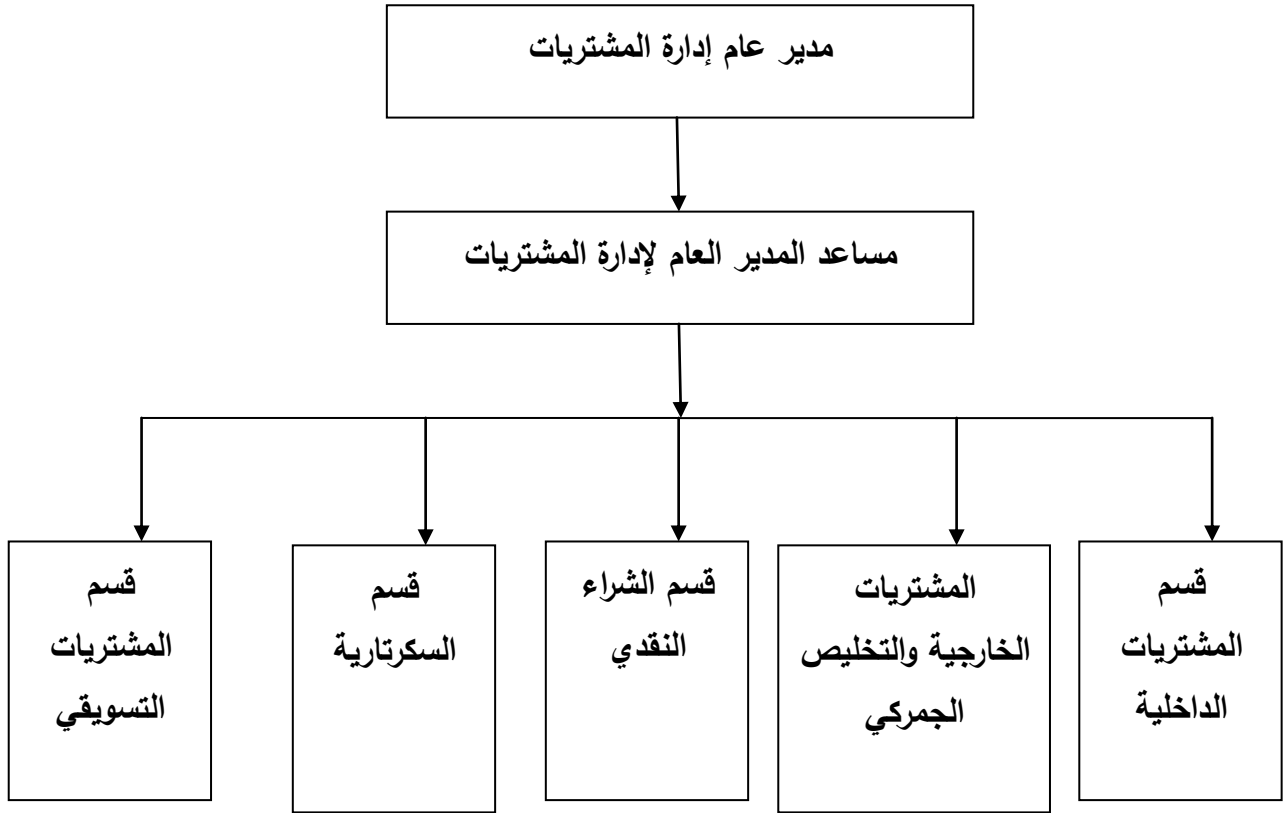 مدير عام إدارة المشتريات
مساعد المدير العام لإدارة المشتريات
قسم
المشتريات
الداخلية
المشتريات
الخارجية والتخليص
الجمركي
قسم الشراء
النقدي
قسم
السكرتارية
قسم
المشتريات
التسويقي